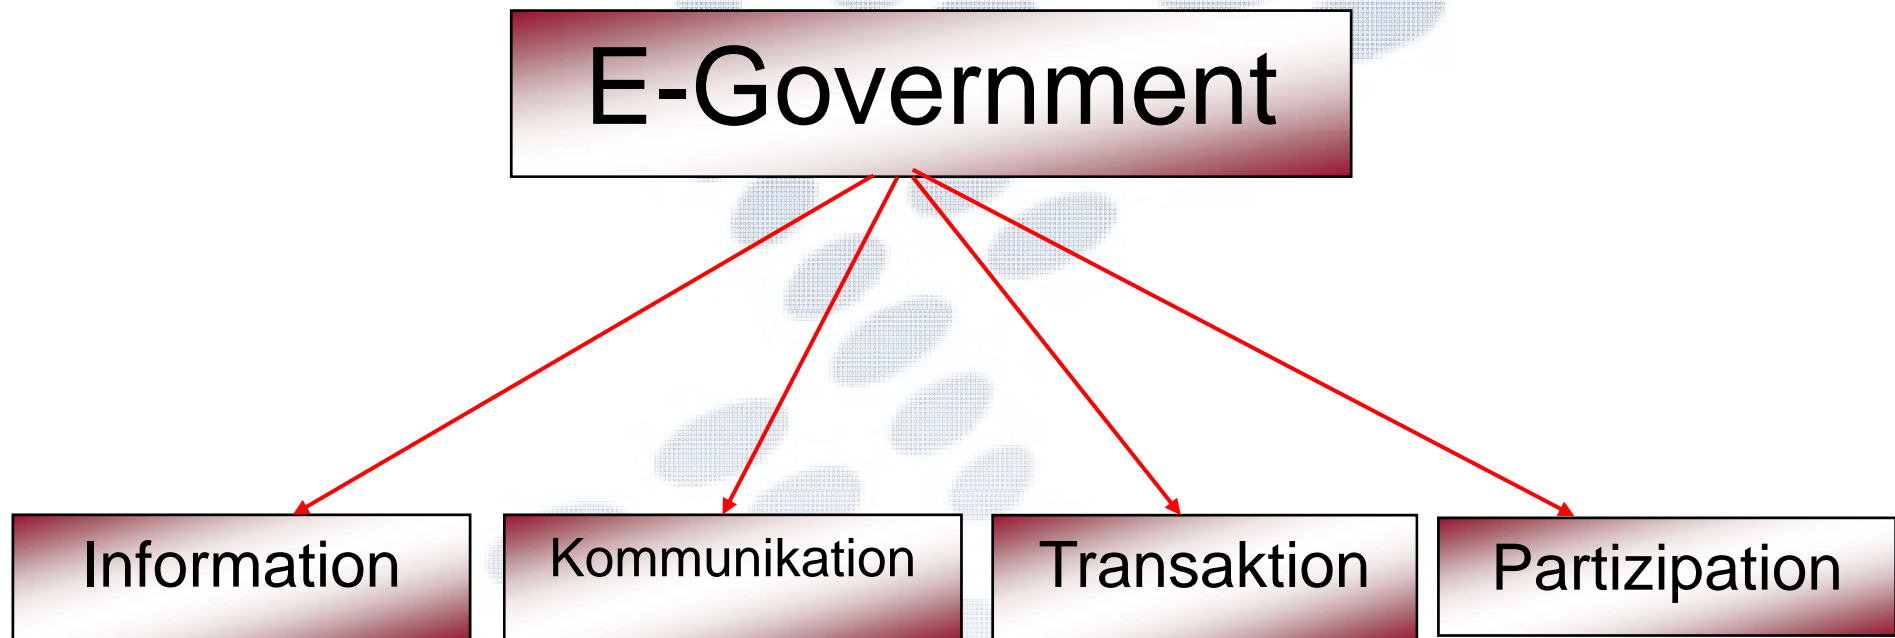 E-Government
Information
Kommunikation
Transaktion
Partizipation